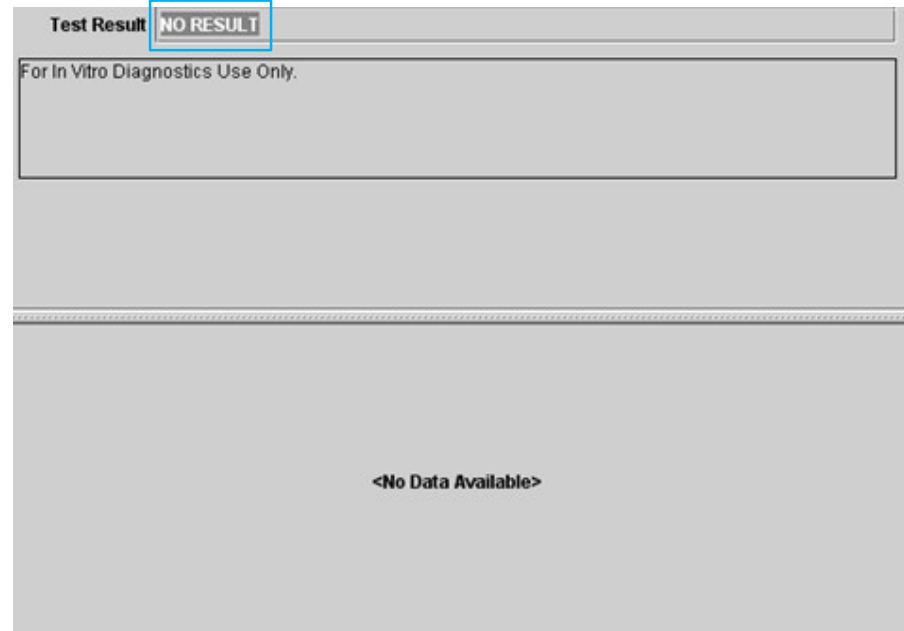 Test Result NO RESULT
For In Vitro Diagnostics Use Only.
<No Data Available>